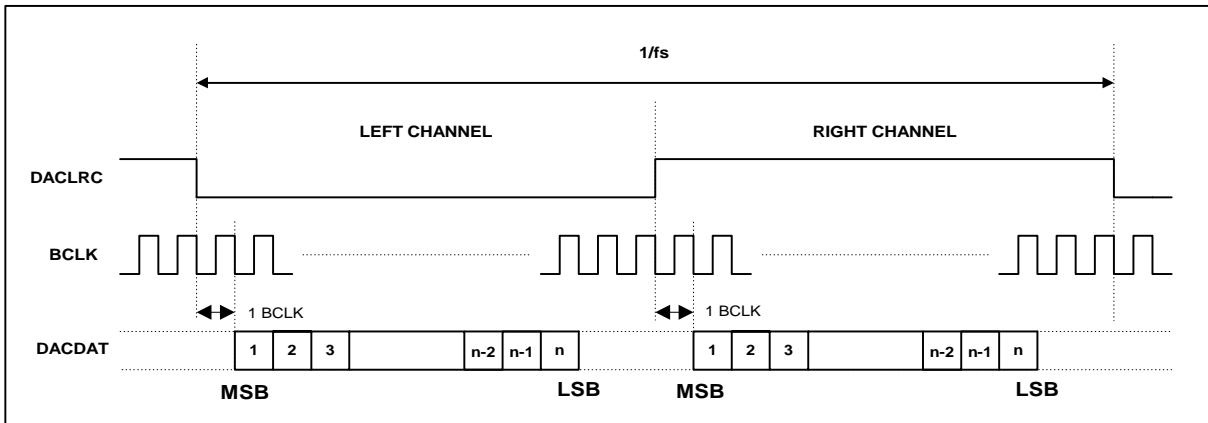 1/fs
LEFT CHANNEL RIGHT CHANNEL
DACLRC
BCLK
1 BCLK 1 BCLK
DACDAT 1 2 3 n-2 n-1 n 1 2 3 n-2 n-1 n
MSB LSB MSB LSB